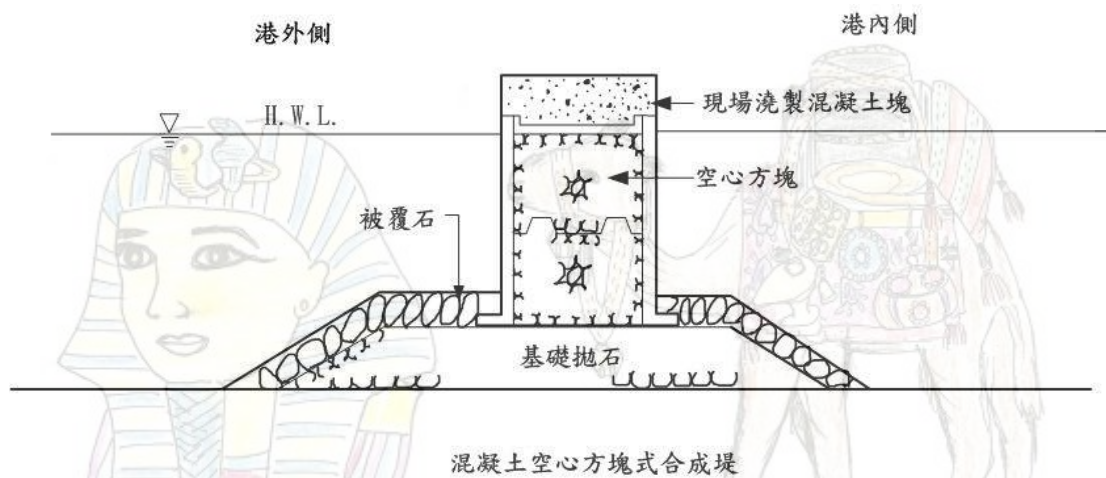 港外側
港內側
現場澆製混凝土塊
H.W.L.
空心方塊
被覆石
基礎拋石
混凝土空心方塊式合成堤